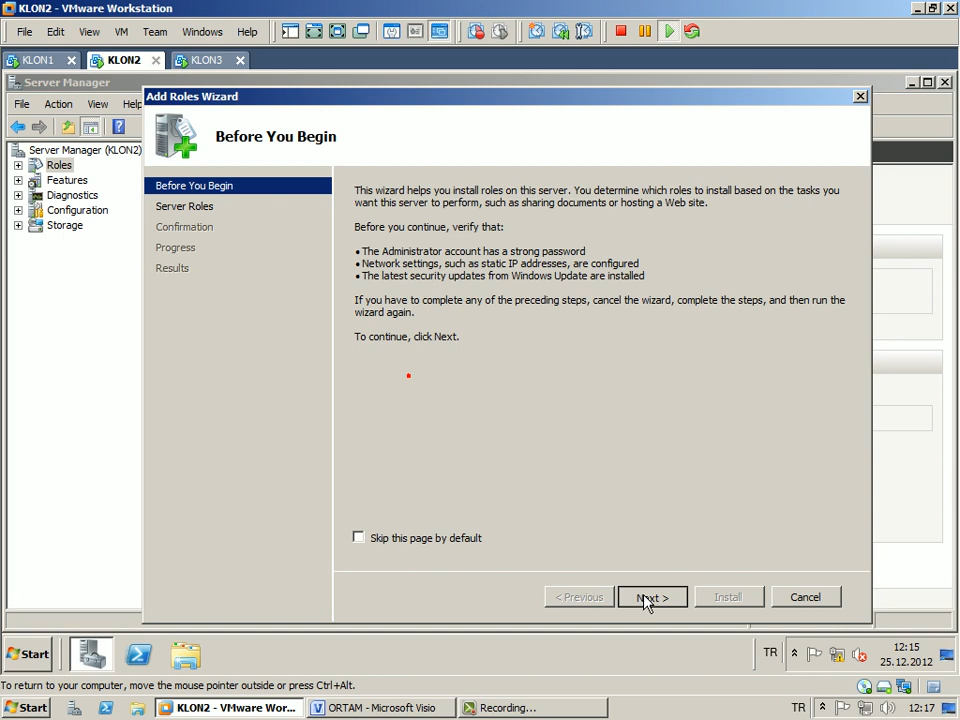 KLON2 - VMware Workstation
File Edit View VM Team Windows Help
KLON1 KLON2 KLON3
Server Manager
File Action View Help
Add Roles Wizard
Before You Begin
Server Manager (KLON2)
Roles
Features
Diagnostics
Configuration
Storage
Before You Begin
Server Roles
Confirmation
Progress
Results
This wizard helps you install roles on this server. You determine which roles to install based on the tasks you
want this server to perform, such as sharing documents or hosting a Web site.
Before you continue, verify that:
• The Administrator account has a strong password
• Network settings, such as static IP addresses, are configured
• The latest security updates from Windows Update are installed
If you have to complete any of the preceding steps, cancel the wizard, complete the steps, and then run the
wizard again.
To continue, click Next.
Skip this page by default
< Previous Next > Install Cancel
Start TR 12:15
25.12.2012
To return to your computer, move the mouse pointer outside or press Ctrl+Alt.
Start KLON2 - VMware Wor... ORTAM - Microsoft Visio Recording... TR 12:17